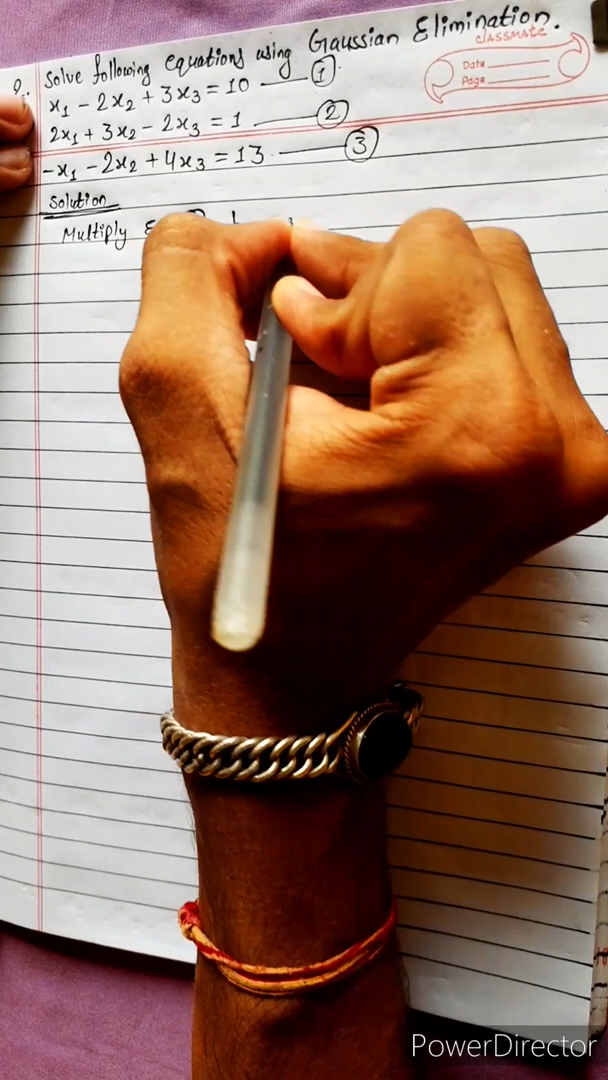 classmate
Date
Page
Q. Solve following equations using Gaussian Elimination.
x₁ - 2x₂ + 3x₃ = 10 — ①
2x₁ + 3x₂ - 2x₃ = 1 — ②
-x₁ - 2x₂ + 4x₃ = 13 — ③
Solution
Multiply
PowerDirector